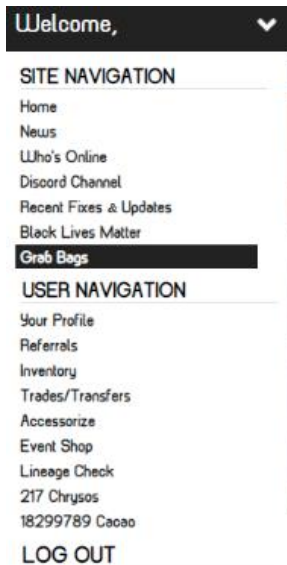 Welcome,
SITE NAVIGATION
Home
News
Who's Online
Discord Channel
Recent Fixes & Updates
Black Lives Matter
Grab Bags
USER NAVIGATION
Your Profile
Referrals
Inventory
Trades/Transfers
Accessorize
Event Shop
Lineage Check
217 Chrysos
18299789 Cacao
LOG OUT